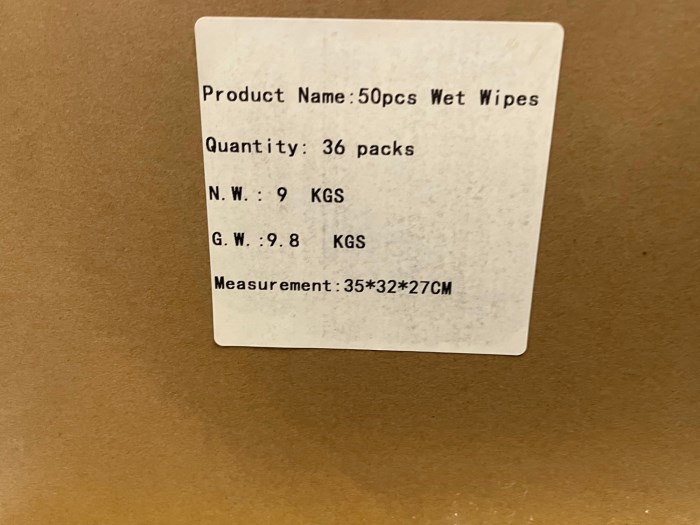 Product Name:50pcs Wet Wipes
Quantity: 36 packs
N.W.: 9 KGS
G.W.:9.8 KGS
Measurement:35*32*27CM